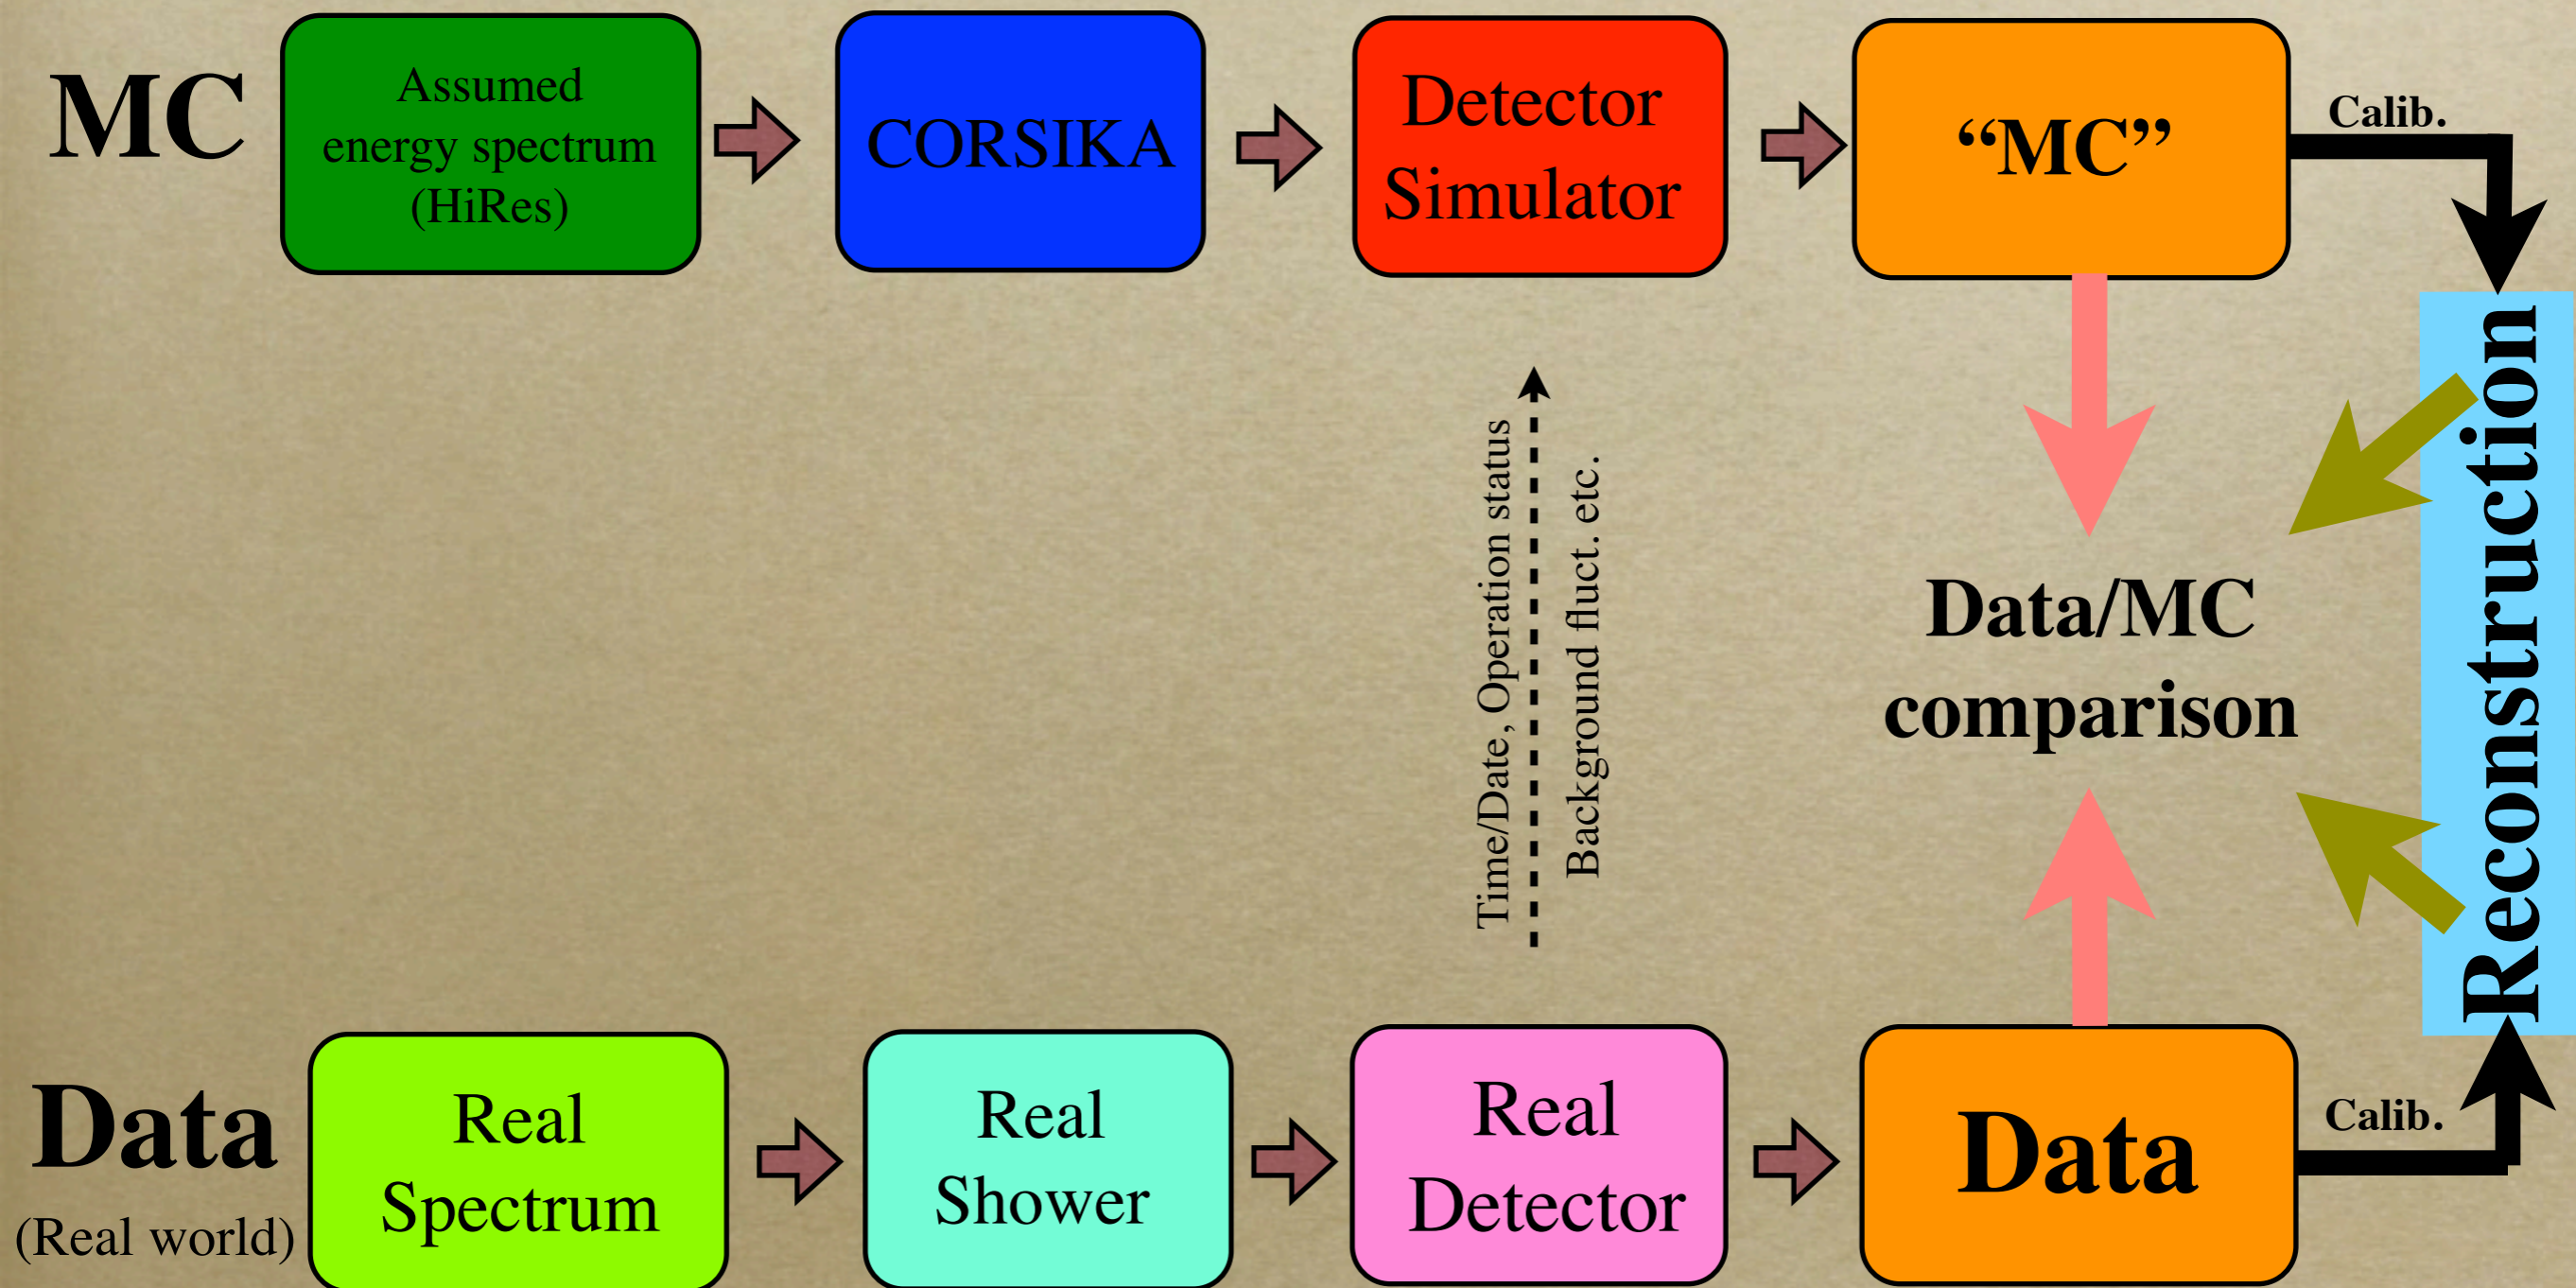 MC
Assumed
energy spectrum
(HiRes)
CORSIKA
Detector
Simulator
“MC”
Calib.
Time/Date, Operation status
Background fluct. etc.
Data/MC
comparison
Reconstruction
Data
(Real world)
Real
Spectrum
Real
Shower
Real
Detector
Data
Calib.